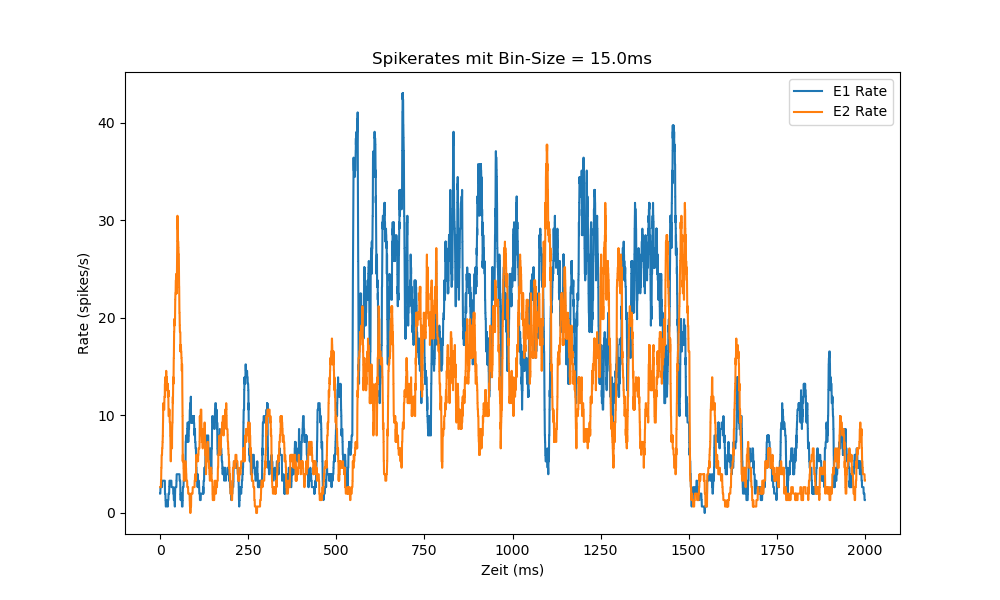 Spikerates mit Bin-Size = 15.0ms
E1 Rate
E2 Rate
Rate (spikes/s)
40
30
20
10
0
0 250 500 750 1000 1250 1500 1750 2000
Zeit (ms)